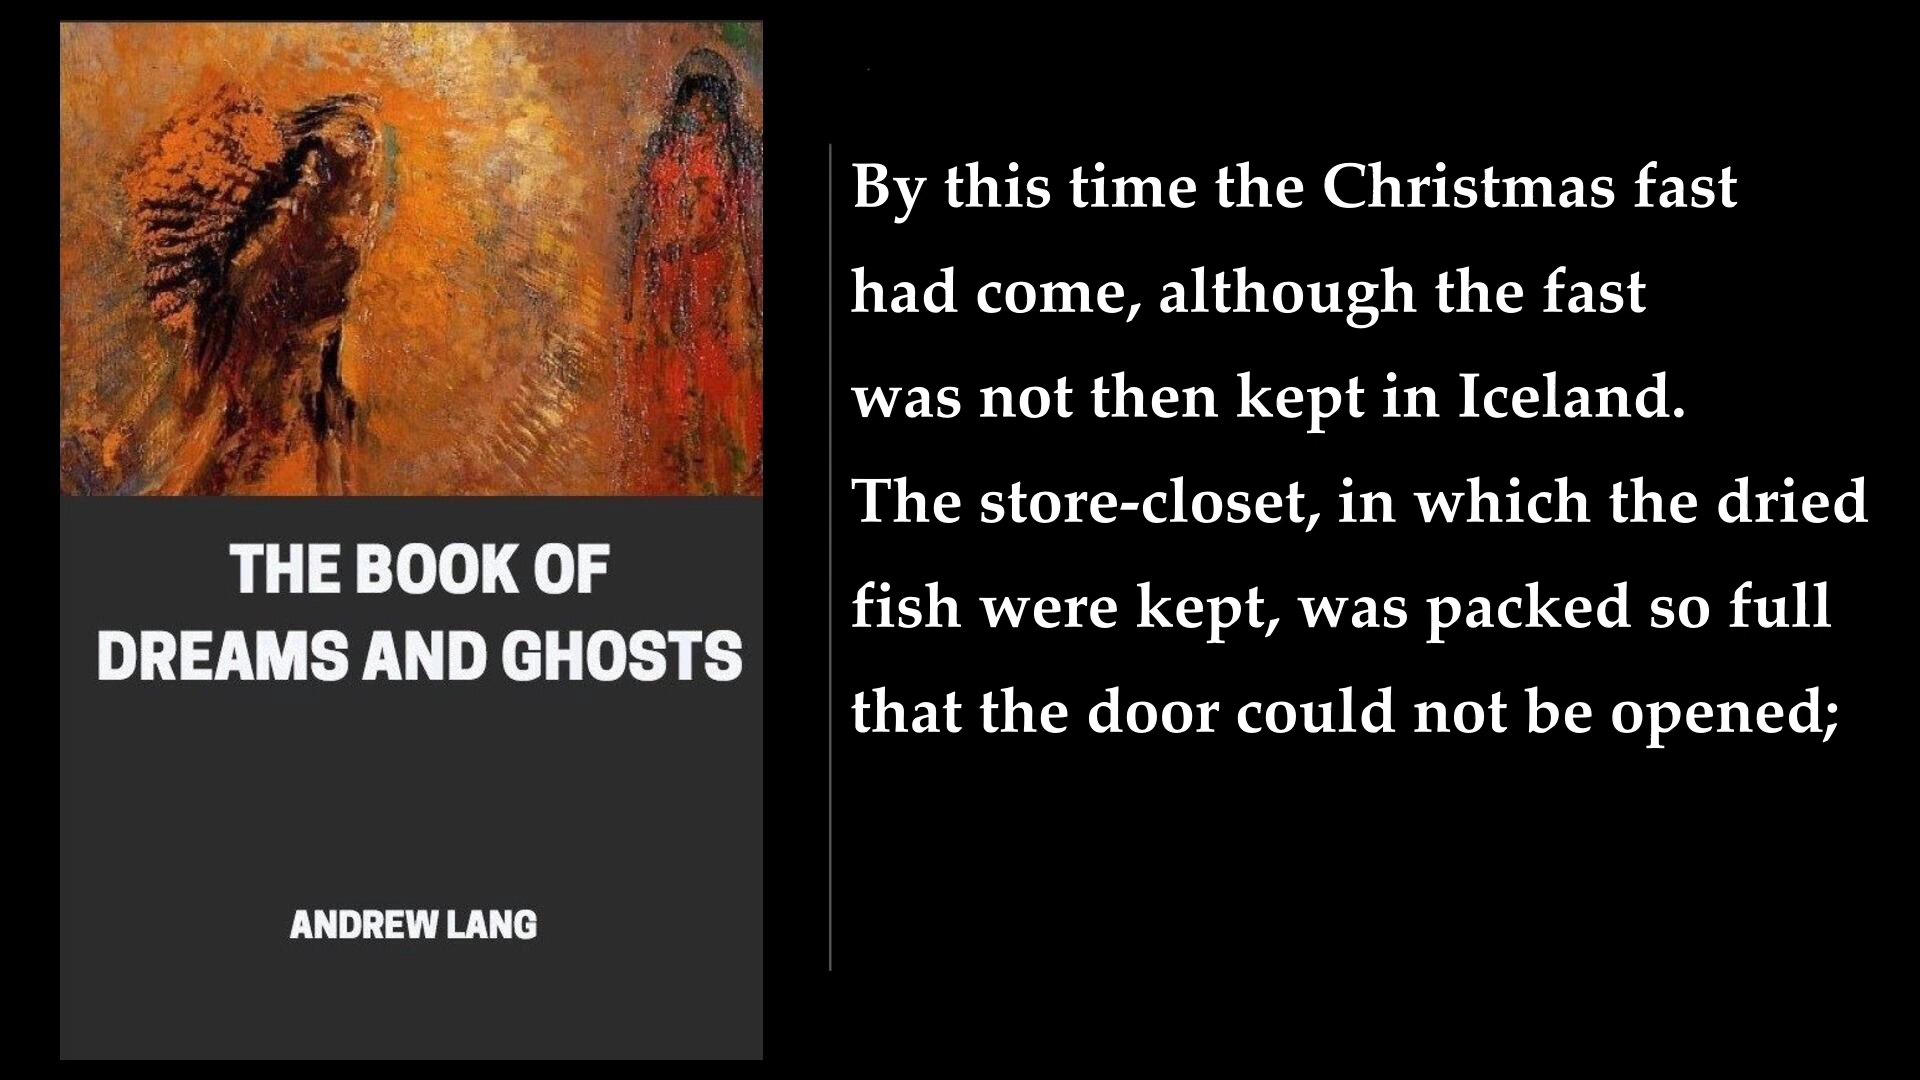 THE BOOK OF
DREAMS AND GHOSTS
ANDREW LANG
By this time the Christmas fast
had come, although the fast
was not then kept in Iceland.
The store-closet, in which the dried
fish were kept, was packed so full
that the door could not be opened;